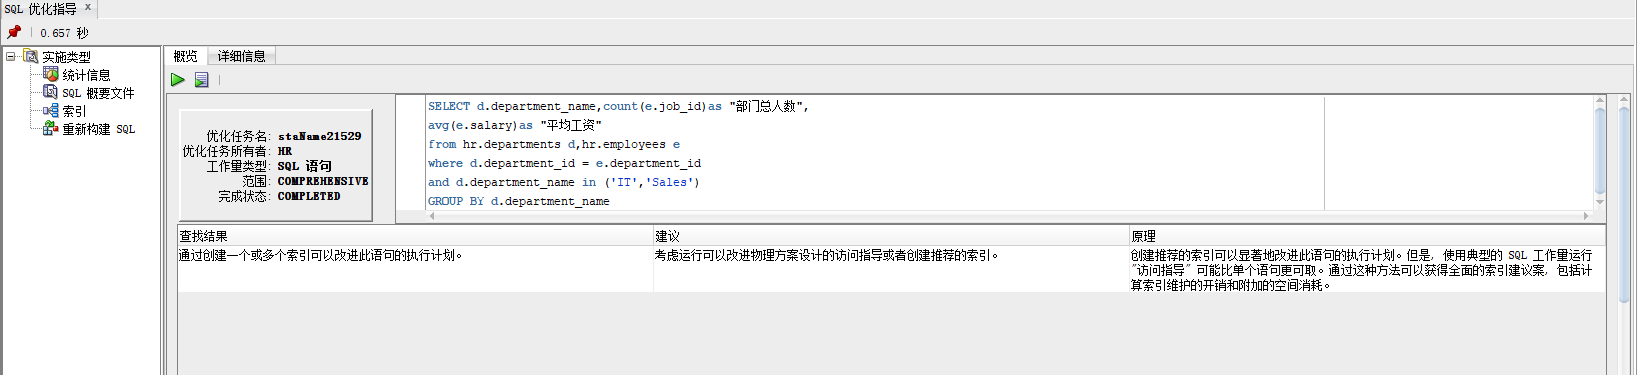 SQL 优化指导 x
0.657 秒
实施类型
统计信息
SQL 概要文件
索引
重新构建 SQL
概览 详细信息
优化任务名: staName21529
优化任务所有者: HR
工作量类型: SQL 语句
范围: COMPREHENSIVE
完成状态: COMPLETED
SELECT d.department_name,count(e.job_id)as "部门总人数",
avg(e.salary)as "平均工资"
from hr.departments d,hr.employees e
where d.department_id = e.department_id
and d.department_name in ('IT','Sales')
GROUP BY d.department_name
查找结果 建议 原理
通过创建一个或多个索引可以改进此语句的执行计划。
考虑运行可以改进物理方案设计的访问指导或者创建推荐的索引。
创建推荐的索引可以显著地改进此语句的执行计划。但是, 使用典型的 SQL 工作量运行
"访问指导" 可能比单个语句更可取。通过这种方法可以获得全面的索引建议案, 包括计
算索引维护的开销和附加的空间消耗。